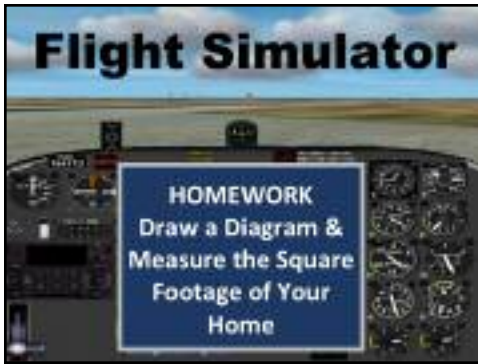 Flight Simulator
HOMEWORK
Draw a Diagram &
Measure the Square
Footage of Your
Home